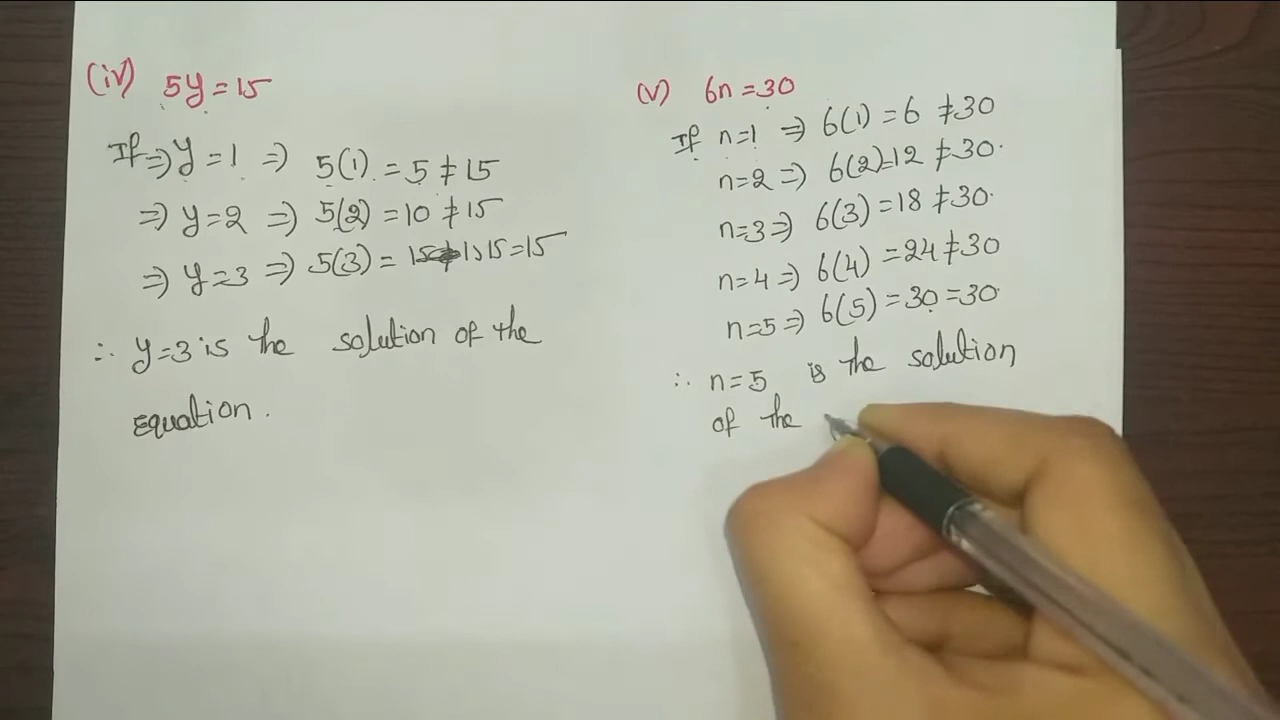 (iv) 5y = 15
If ⇒ y = 1 ⇒ 5(1) = 5 ≠ 15
⇒ y = 2 ⇒ 5(2) = 10 ≠ 15
⇒ y = 3 ⇒ 5(3) = 15 = 15
∴ y = 3 is the solution of the
equation.
(v) 6n = 30
If n = 1 ⇒ 6(1) = 6 ≠ 30
n = 2 ⇒ 6(2) = 12 ≠ 30.
n = 3 ⇒ 6(3) = 18 ≠ 30.
n = 4 ⇒ 6(4) = 24 ≠ 30
n = 5 ⇒ 6(5) = 30 = 30.
∴ n = 5 is the solution
of the